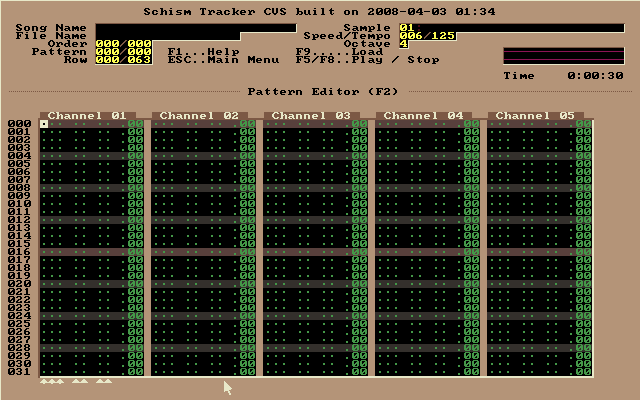 Schism Tracker CVS built on 2008-04-03 01:34
Song Name Sample 01
File Name Speed/Tempo 006/125
Order 000/000 Octave 4
Pattern 000/000 F1...Help F9.....Load
Row 000/063 ESC..Main Menu F5/F8..Play / Stop
Time 0:00:30
Pattern Editor (F2)
Channel 01 Channel 02 Channel 03 Channel 04 Channel 05
000 ... .. .. .00 ... .. .. .00 ... .. .. .00 ... .. .. .00 ... .. .. .00
001 ... .. .. .00 ... .. .. .00 ... .. .. .00 ... .. .. .00 ... .. .. .00
002 ... .. .. .00 ... .. .. .00 ... .. .. .00 ... .. .. .00 ... .. .. .00
003 ... .. .. .00 ... .. .. .00 ... .. .. .00 ... .. .. .00 ... .. .. .00
004 ... .. .. .00 ... .. .. .00 ... .. .. .00 ... .. .. .00 ... .. .. .00
005 ... .. .. .00 ... .. .. .00 ... .. .. .00 ... .. .. .00 ... .. .. .00
006 ... .. .. .00 ... .. .. .00 ... .. .. .00 ... .. .. .00 ... .. .. .00
007 ... .. .. .00 ... .. .. .00 ... .. .. .00 ... .. .. .00 ... .. .. .00
008 ... .. .. .00 ... .. .. .00 ... .. .. .00 ... .. .. .00 ... .. .. .00
009 ... .. .. .00 ... .. .. .00 ... .. .. .00 ... .. .. .00 ... .. .. .00
010 ... .. .. .00 ... .. .. .00 ... .. .. .00 ... .. .. .00 ... .. .. .00
011 ... .. .. .00 ... .. .. .00 ... .. .. .00 ... .. .. .00 ... .. .. .00
012 ... .. .. .00 ... .. .. .00 ... .. .. .00 ... .. .. .00 ... .. .. .00
013 ... .. .. .00 ... .. .. .00 ... .. .. .00 ... .. .. .00 ... .. .. .00
014 ... .. .. .00 ... .. .. .00 ... .. .. .00 ... .. .. .00 ... .. .. .00
015 ... .. .. .00 ... .. .. .00 ... .. .. .00 ... .. .. .00 ... .. .. .00
016 ... .. .. .00 ... .. .. .00 ... .. .. .00 ... .. .. .00 ... .. .. .00
017 ... .. .. .00 ... .. .. .00 ... .. .. .00 ... .. .. .00 ... .. .. .00
018 ... .. .. .00 ... .. .. .00 ... .. .. .00 ... .. .. .00 ... .. .. .00
019 ... .. .. .00 ... .. .. .00 ... .. .. .00 ... .. .. .00 ... .. .. .00
020 ... .. .. .00 ... .. .. .00 ... .. .. .00 ... .. .. .00 ... .. .. .00
021 ... .. .. .00 ... .. .. .00 ... .. .. .00 ... .. .. .00 ... .. .. .00
022 ... .. .. .00 ... .. .. .00 ... .. .. .00 ... .. .. .00 ... .. .. .00
023 ... .. .. .00 ... .. .. .00 ... .. .. .00 ... .. .. .00 ... .. .. .00
024 ... .. .. .00 ... .. .. .00 ... .. .. .00 ... .. .. .00 ... .. .. .00
025 ... .. .. .00 ... .. .. .00 ... .. .. .00 ... .. .. .00 ... .. .. .00
026 ... .. .. .00 ... .. .. .00 ... .. .. .00 ... .. .. .00 ... .. .. .00
027 ... .. .. .00 ... .. .. .00 ... .. .. .00 ... .. .. .00 ... .. .. .00
028 ... .. .. .00 ... .. .. .00 ... .. .. .00 ... .. .. .00 ... .. .. .00
029 ... .. .. .00 ... .. .. .00 ... .. .. .00 ... .. .. .00 ... .. .. .00
030 ... .. .. .00 ... .. .. .00 ... .. .. .00 ... .. .. .00 ... .. .. .00
031 ... .. .. .00 ... .. .. .00 ... .. .. .00 ... .. .. .00 ... .. .. .00